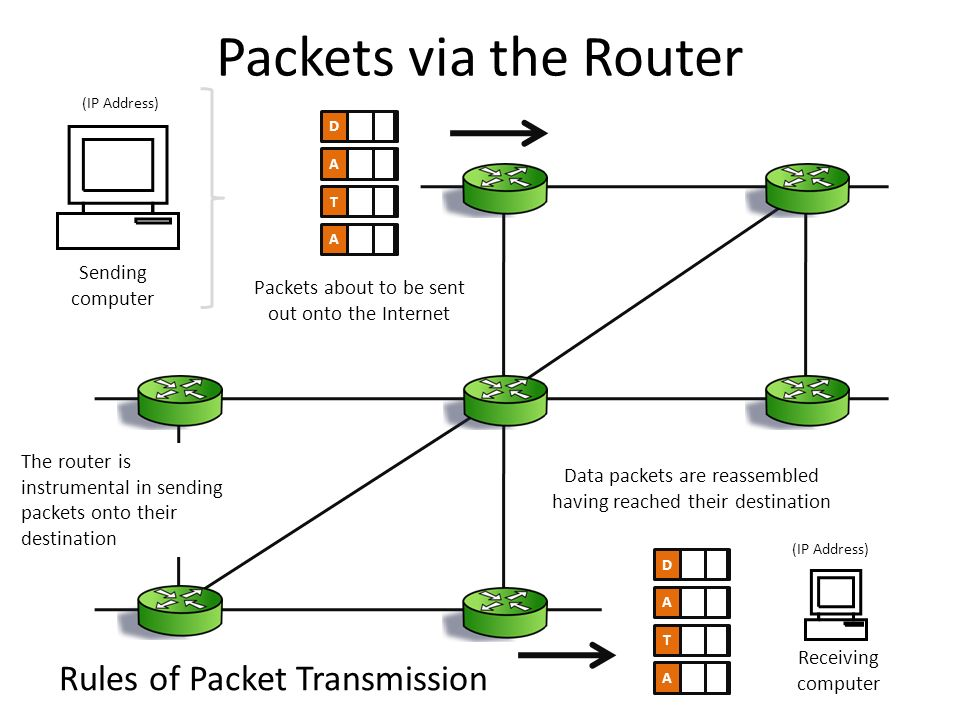 Packets via the Router
(IP Address)
D
A
T
A
Sending
computer
Packets about to be sent
out onto the Internet
The router is
instrumental in sending
packets onto their
destination
Data packets are reassembled
having reached their destination
(IP Address)
D
A
T
A
Receiving
computer
Rules of Packet Transmission